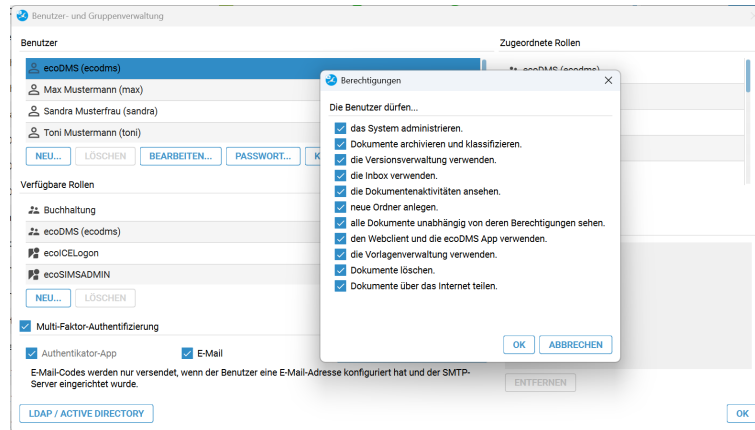 Benutzer- und Gruppenverwaltung
Benutzer
ecoDMS (ecodms)
Max Mustermann (max)
Sandra Musterfrau (sandra)
Toni Mustermann (toni)
NEU...
LÖSCHEN
BEARBEITEN...
PASSWORT...
K
Verfügbare Rollen
Buchhaltung
ecoDMS (ecodms)
ecoICELogon
ecoSIMSADMIN
NEU...
LÖSCHEN
Multi-Faktor-Authentifizierung
Authentikator-App
E-Mail
E-Mail-Codes werden nur versendet, wenn der Benutzer eine E-Mail-Adresse konfiguriert hat und der SMTP-
Server eingerichtet wurde.
LDAP / ACTIVE DIRECTORY
Zugeordnete Rollen
ecoDMS (ecodms)
Berechtigungen
Die Benutzer dürfen...
das System administrieren.
Dokumente archivieren und klassifizieren.
die Versionsverwaltung verwenden.
die Inbox verwenden.
die Dokumentenaktivitäten ansehen.
neue Ordner anlegen.
alle Dokumente unabhängig von deren Berechtigungen sehen.
den Webclient und die ecoDMS App verwenden.
die Vorlagenverwaltung verwenden.
Dokumente löschen.
Dokumente über das Internet teilen.
OK
ABBRECHEN
ENTFERNEN
OK